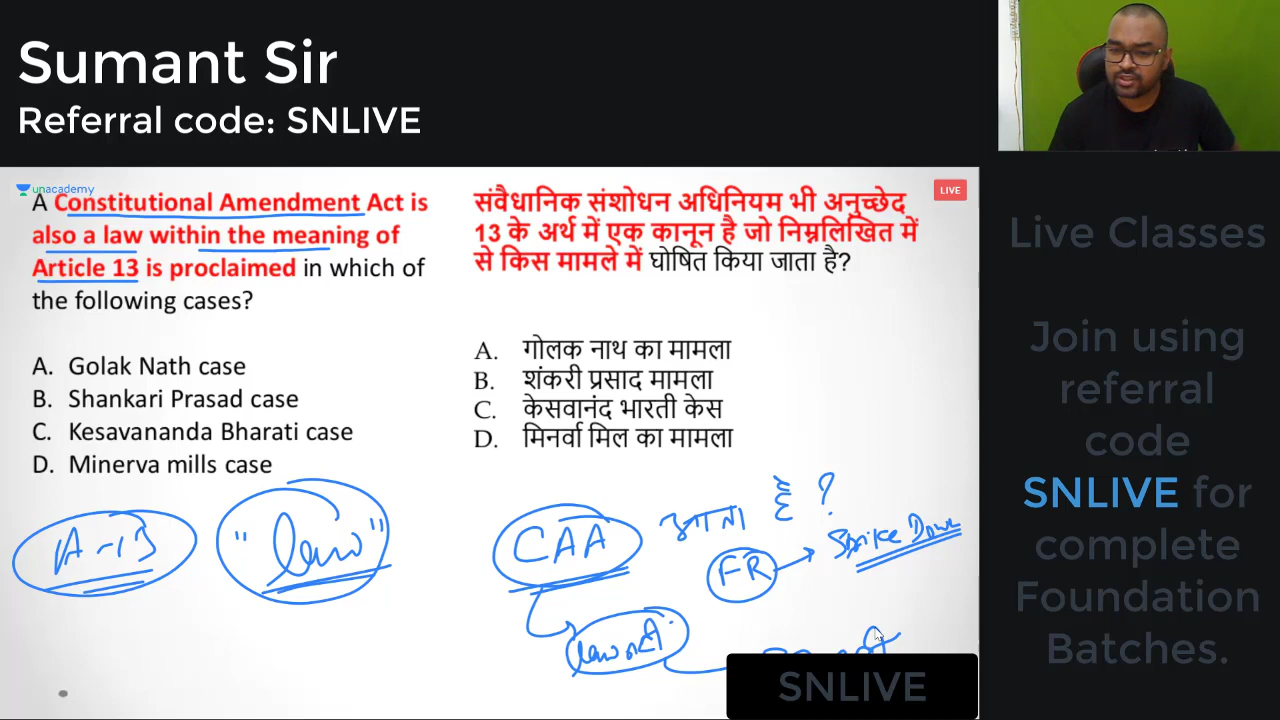 Sumant Sir
Referral code: SNLIVE
unacademy
LIVE
A Constitutional Amendment Act is
also a law within the meaning of
Article 13 is proclaimed in which of
the following cases?
A. Golak Nath case
B. Shankari Prasad case
C. Kesavananda Bharati case
D. Minerva mills case
संवैधानिक संशोधन अधिनियम भी अनुच्छेद
13 के अर्थ में एक कानून है जो निम्नलिखित में
से किस मामले में घोषित किया जाता है?
A. गोलक नाथ का मामला
B. शंकरी प्रसाद मामला
C. केसवानंद भारती केस
D. मिनर्वा मिल का मामला
A-13 "law"
CAA आता है ?
FR Strike Down
law नहीं
SNLIVE
Live Classes
Join using
referral
code
SNLIVE for
complete
Foundation
Batches.